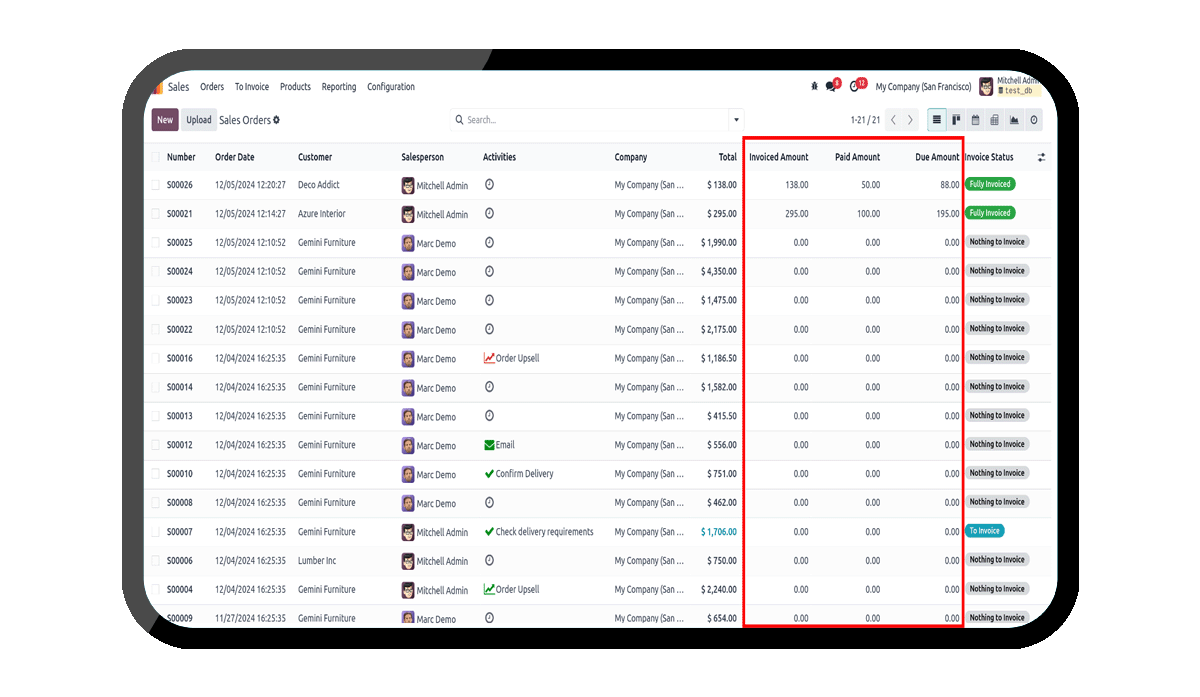 Sales Orders To Invoice Products Reporting Configuration 8 12 My Company (San Francisco) Mitchell Adm
test_db
New Upload Sales Orders Search... 1-21 / 21
Number Order Date Customer Salesperson Activities Company Total Invoiced Amount Paid Amount Due Amount Invoice Status
S00026 12/05/2024 12:20:27 Deco Addict Mitchell Admin My Company (San ... $ 138.00 138.00 50.00 88.00 Fully Invoiced
S00021 12/05/2024 12:14:27 Azure Interior Mitchell Admin My Company (San ... $ 295.00 295.00 100.00 195.00 Fully Invoiced
S00025 12/05/2024 12:10:52 Gemini Furniture Marc Demo My Company (San ... $ 1,990.00 0.00 0.00 0.00 Nothing to Invoice
S00024 12/05/2024 12:10:52 Gemini Furniture Marc Demo My Company (San ... $ 4,350.00 0.00 0.00 0.00 Nothing to Invoice
S00023 12/05/2024 12:10:52 Gemini Furniture Marc Demo My Company (San ... $ 1,475.00 0.00 0.00 0.00 Nothing to Invoice
S00022 12/05/2024 12:10:52 Gemini Furniture Marc Demo My Company (San ... $ 2,175.00 0.00 0.00 0.00 Nothing to Invoice
S00016 12/04/2024 16:25:35 Gemini Furniture Marc Demo Order Upsell My Company (San ... $ 1,186.50 0.00 0.00 0.00 Nothing to Invoice
S00014 12/04/2024 16:25:35 Gemini Furniture Marc Demo My Company (San ... $ 1,582.00 0.00 0.00 0.00 Nothing to Invoice
S00013 12/04/2024 16:25:35 Gemini Furniture Marc Demo My Company (San ... $ 415.50 0.00 0.00 0.00 Nothing to Invoice
S00012 12/04/2024 16:25:35 Gemini Furniture Marc Demo Email My Company (San ... $ 556.00 0.00 0.00 0.00 Nothing to Invoice
S00010 12/04/2024 16:25:35 Gemini Furniture Marc Demo Confirm Delivery My Company (San ... $ 751.00 0.00 0.00 0.00 Nothing to Invoice
S00008 12/04/2024 16:25:35 Gemini Furniture Marc Demo My Company (San ... $ 462.00 0.00 0.00 0.00 Nothing to Invoice
S00007 12/04/2024 16:25:35 Gemini Furniture Mitchell Admin Check delivery requirements My Company (San ... $ 1,706.00 0.00 0.00 0.00 To Invoice
S00006 12/04/2024 16:25:35 Lumber Inc Mitchell Admin My Company (San ... $ 750.00 0.00 0.00 0.00 Nothing to Invoice
S00004 12/04/2024 16:25:35 Gemini Furniture Mitchell Admin Order Upsell My Company (San ... $ 2,240.00 0.00 0.00 0.00 Nothing to Invoice
S00009 11/27/2024 16:25:35 Gemini Furniture Marc Demo My Company (San ... $ 654.00 0.00 0.00 0.00 Nothing to Invoice